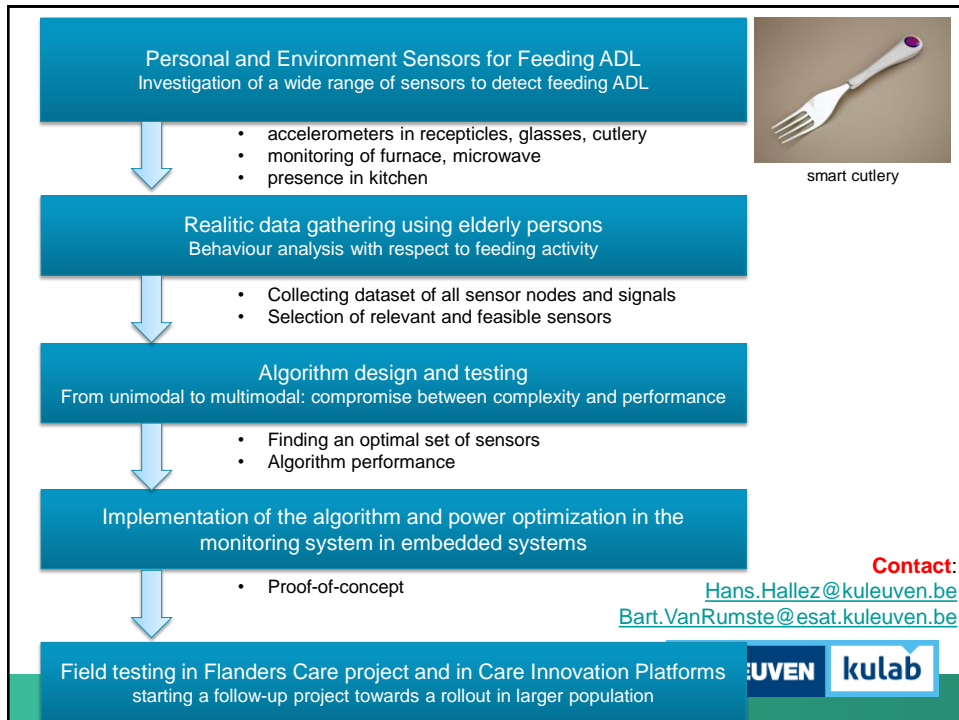 Personal and Environment Sensors for Feeding ADL
Investigation of a wide range of sensors to detect feeding ADL
• accelerometers in recepticles, glasses, cutlery
• monitoring of furnace, microwave
• presence in kitchen
smart cutlery
Realitic data gathering using elderly persons
Behaviour analysis with respect to feeding activity
• Collecting dataset of all sensor nodes and signals
• Selection of relevant and feasible sensors
Algorithm design and testing
From unimodal to multimodal: compromise between complexity and performance
• Finding an optimal set of sensors
• Algorithm performance
Implementation of the algorithm and power optimization in the
monitoring system in embedded systems
• Proof-of-concept
Contact:
Hans.Hallez@kuleuven.be
Bart.VanRumste@esat.kuleuven.be
Field testing in Flanders Care project and in Care Innovation Platforms
starting a follow-up project towards a rollout in larger population
EUVEN
kulab